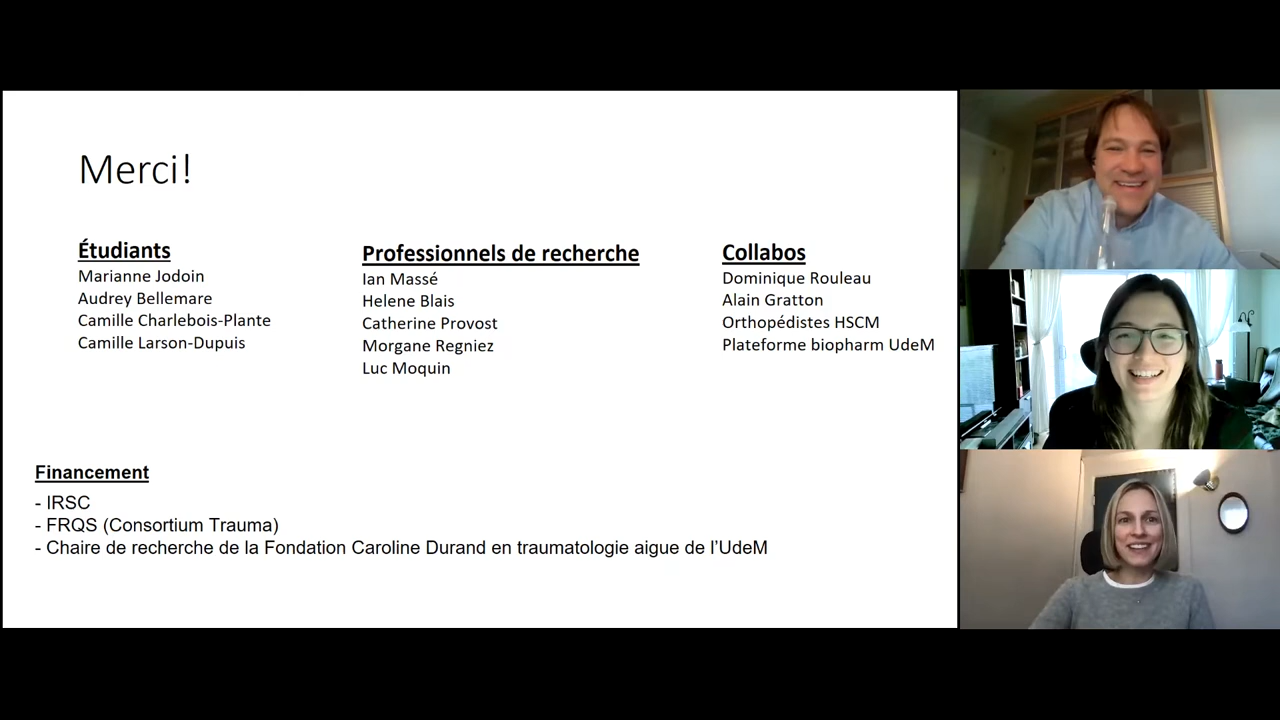 Merci!
Étudiants
Marianne Jodoin
Audrey Bellemare
Camille Charlebois-Plante
Camille Larson-Dupuis
Professionnels de recherche
Ian Massé
Helene Blais
Catherine Provost
Morgane Regniez
Luc Moquin
Collabos
Dominique Rouleau
Alain Gratton
Orthopédistes HSCM
Plateforme biopharm UdeM
Financement
- IRSC
- FRQS (Consortium Trauma)
- Chaire de recherche de la Fondation Caroline Durand en traumatologie aigue de l’UdeM